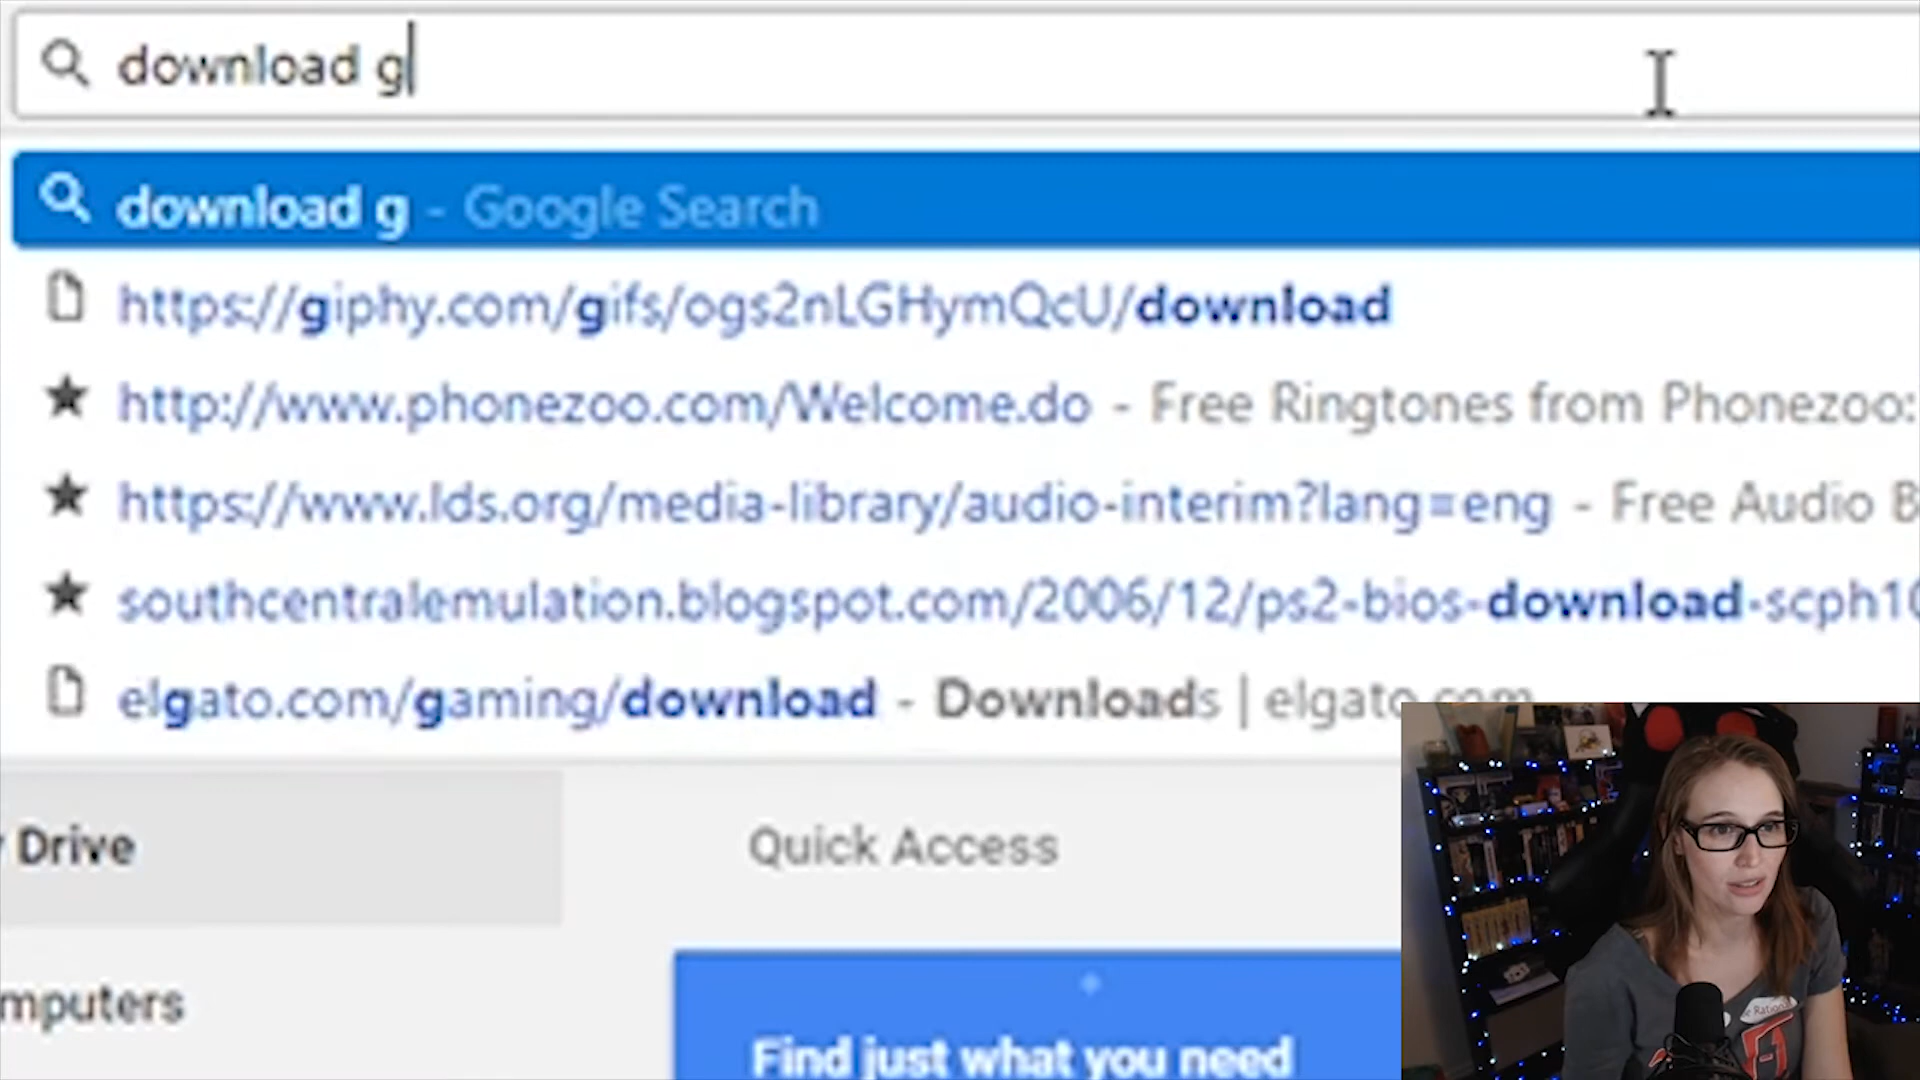 download g
download g - Google Search
https://giphy.com/gifs/ogs2nLGHymQcU/download
http://www.phonezoo.com/Welcome.do - Free Ringtones from Phonezoo:
https://www.lds.org/media-library/audio-interim?lang=eng - Free Audio B
southcentralemulation.blogspot.com/2006/12/ps2-bios-download-scph10
elgato.com/gaming/download - Downloads | elgato.com
y Drive
Quick Access
mputers
Find just what you need